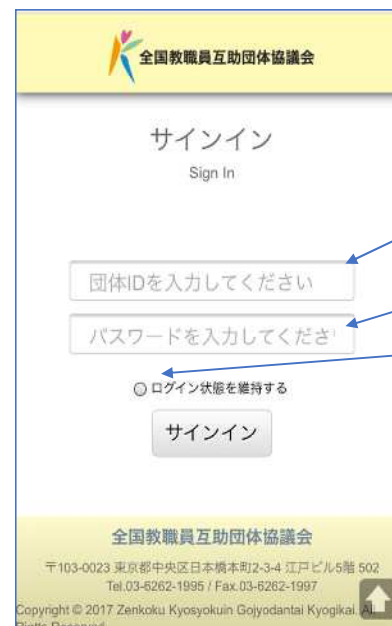 全国教職員互助団体協議会
サインイン
Sign In
団体IDを入力してください
パスワードを入力してくださ
ログイン状態を維持する
サインイン
全国教職員互助団体協議会
〒103-0023 東京都中央区日本橋本町2-3-4 江戸ビル5階 502
Tel.03-6262-1995 / Fax.03-6262-1997
Copyright © 2017 Zenkoku Kyosyokuin Gojyodantai Kyogikai. All